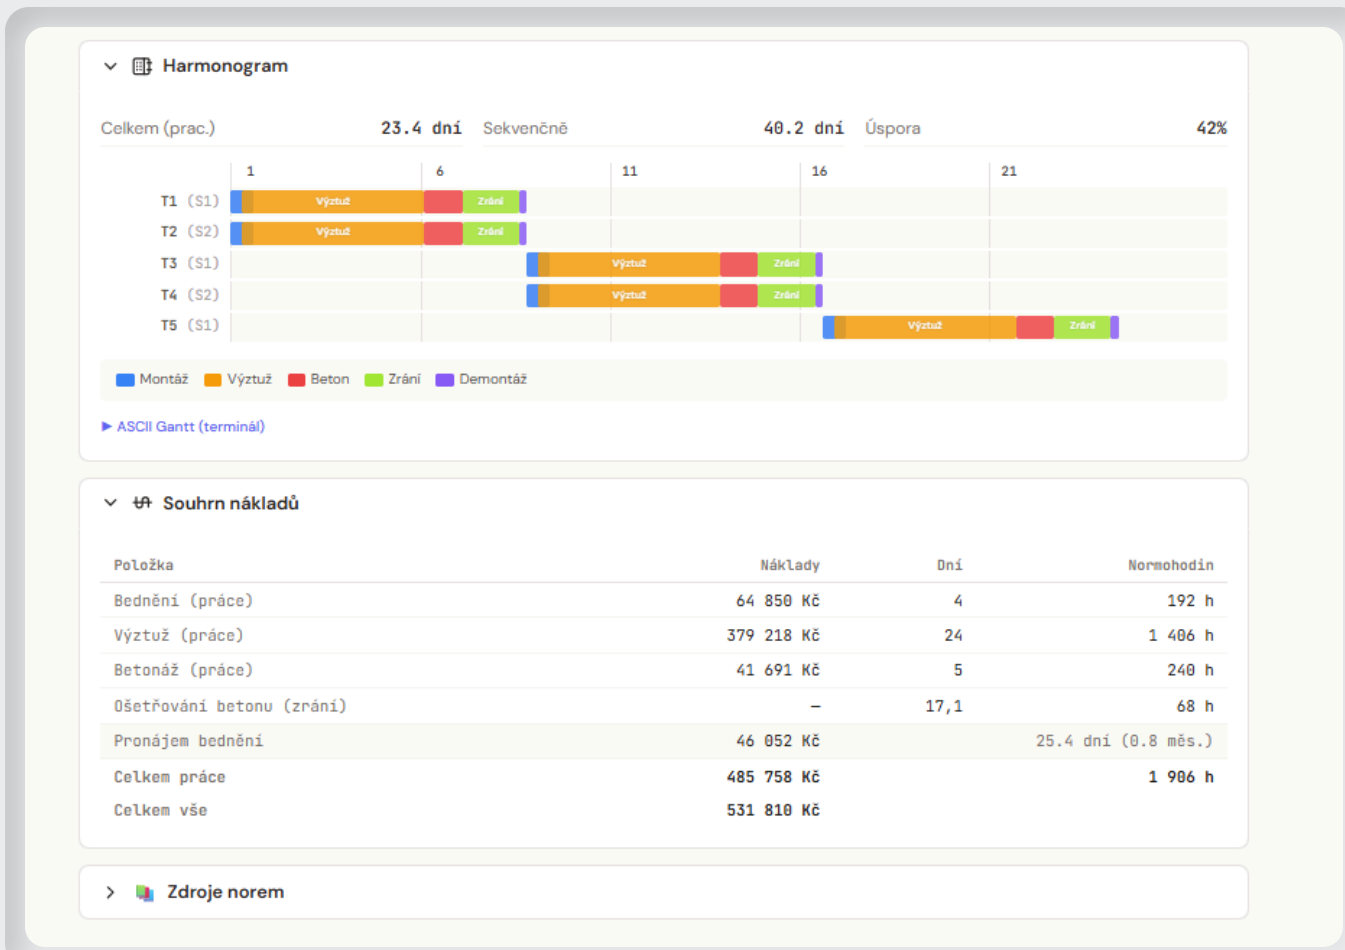 Harmonogram
Celkem (prac.) 23.4 dní Sekvenčně 40.2 dní Úspora 42%
1 6 11 16 21
T1 (S1) Výztuž Zrání
T2 (S2) Výztuž Zrání
T3 (S1) Výztuž Zrání
T4 (S2) Výztuž Zrání
T5 (S1) Výztuž Zrání
Montáž Výztuž Beton Zrání Demontáž
▶ ASCII Gantt (terminál)
Souhrn nákladů
Položka Náklady Dní Normohodin
Bednění (práce) 64 850 Kč 4 192 h
Výztuž (práce) 379 218 Kč 24 1 406 h
Betonáž (práce) 41 691 Kč 5 240 h
Ošetřování betonu (zrání) – 17,1 68 h
Pronájem bednění 46 052 Kč 25.4 dní (0.8 měs.)
Celkem práce 485 758 Kč 1 906 h
Celkem vše 531 810 Kč
Zdroje norem